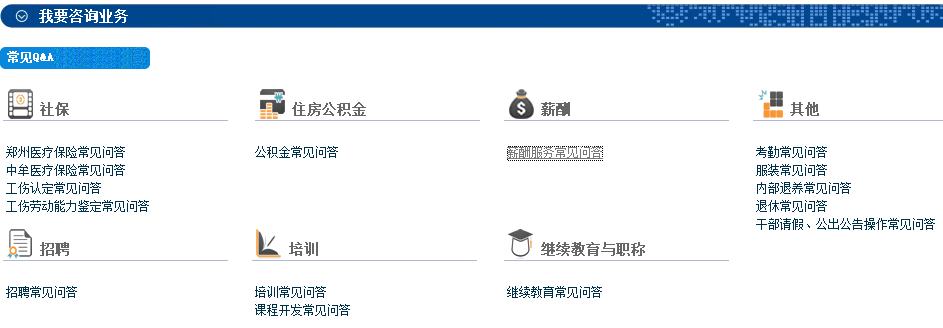 我要咨询业务
常见Q&A
社保
郑州医疗保险常见问答
中牟医疗保险常见问答
工伤认定常见问答
工伤劳动能力鉴定常见问答
住房公积金
公积金常见问答
薪酬
薪酬服务常见问答
其他
考勤常见问答
服装常见问答
内部退养常见问答
退休常见问答
干部请假、公出公告操作常见问答
招聘
招聘常见问答
培训
培训常见问答
课程开发常见问答
继续教育与职称
继续教育常见问答